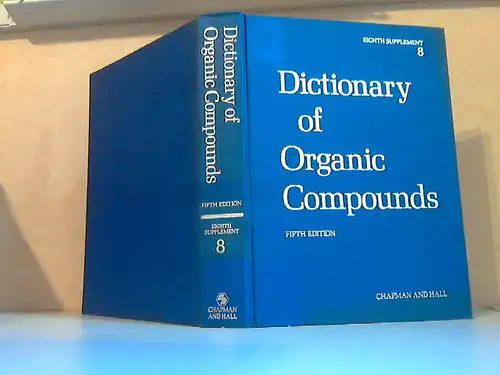 Dictionary of
Organic Compounds
FIFTH EDITION
EIGHTH
SUPPLEMENT
8
CHAPMAN
AND HALL
EIGHTH SUPPLEMENT
8
Dictionary
of
Organic
Compounds
FIFTH EDITION
CHAPMAN AND HALL